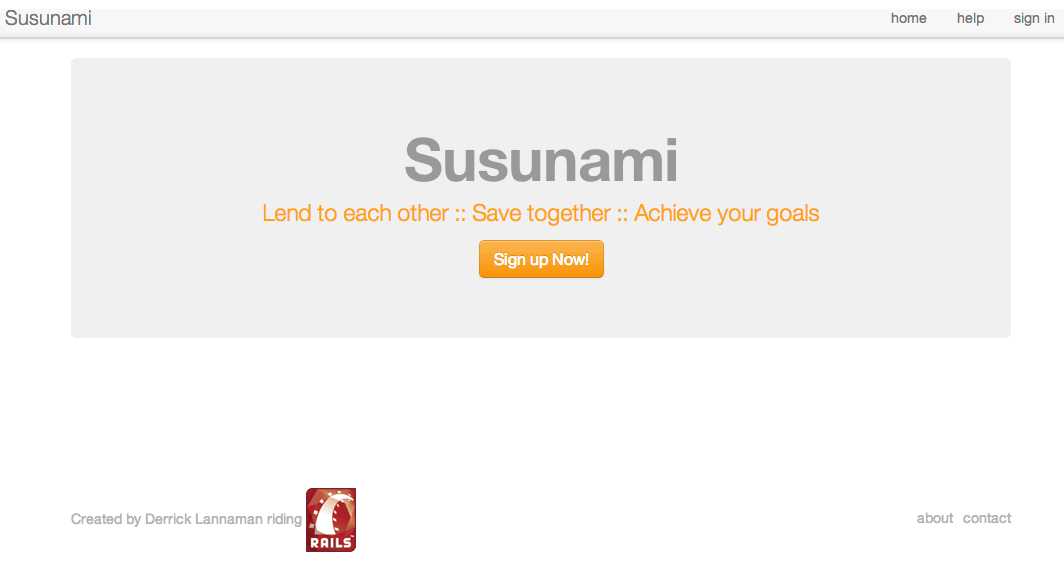 Susunami
home help sign in
Susunami
Lend to each other :: Save together :: Achieve your goals
Sign up Now!
Created by Derrick Lannaman riding
RAILS
about contact